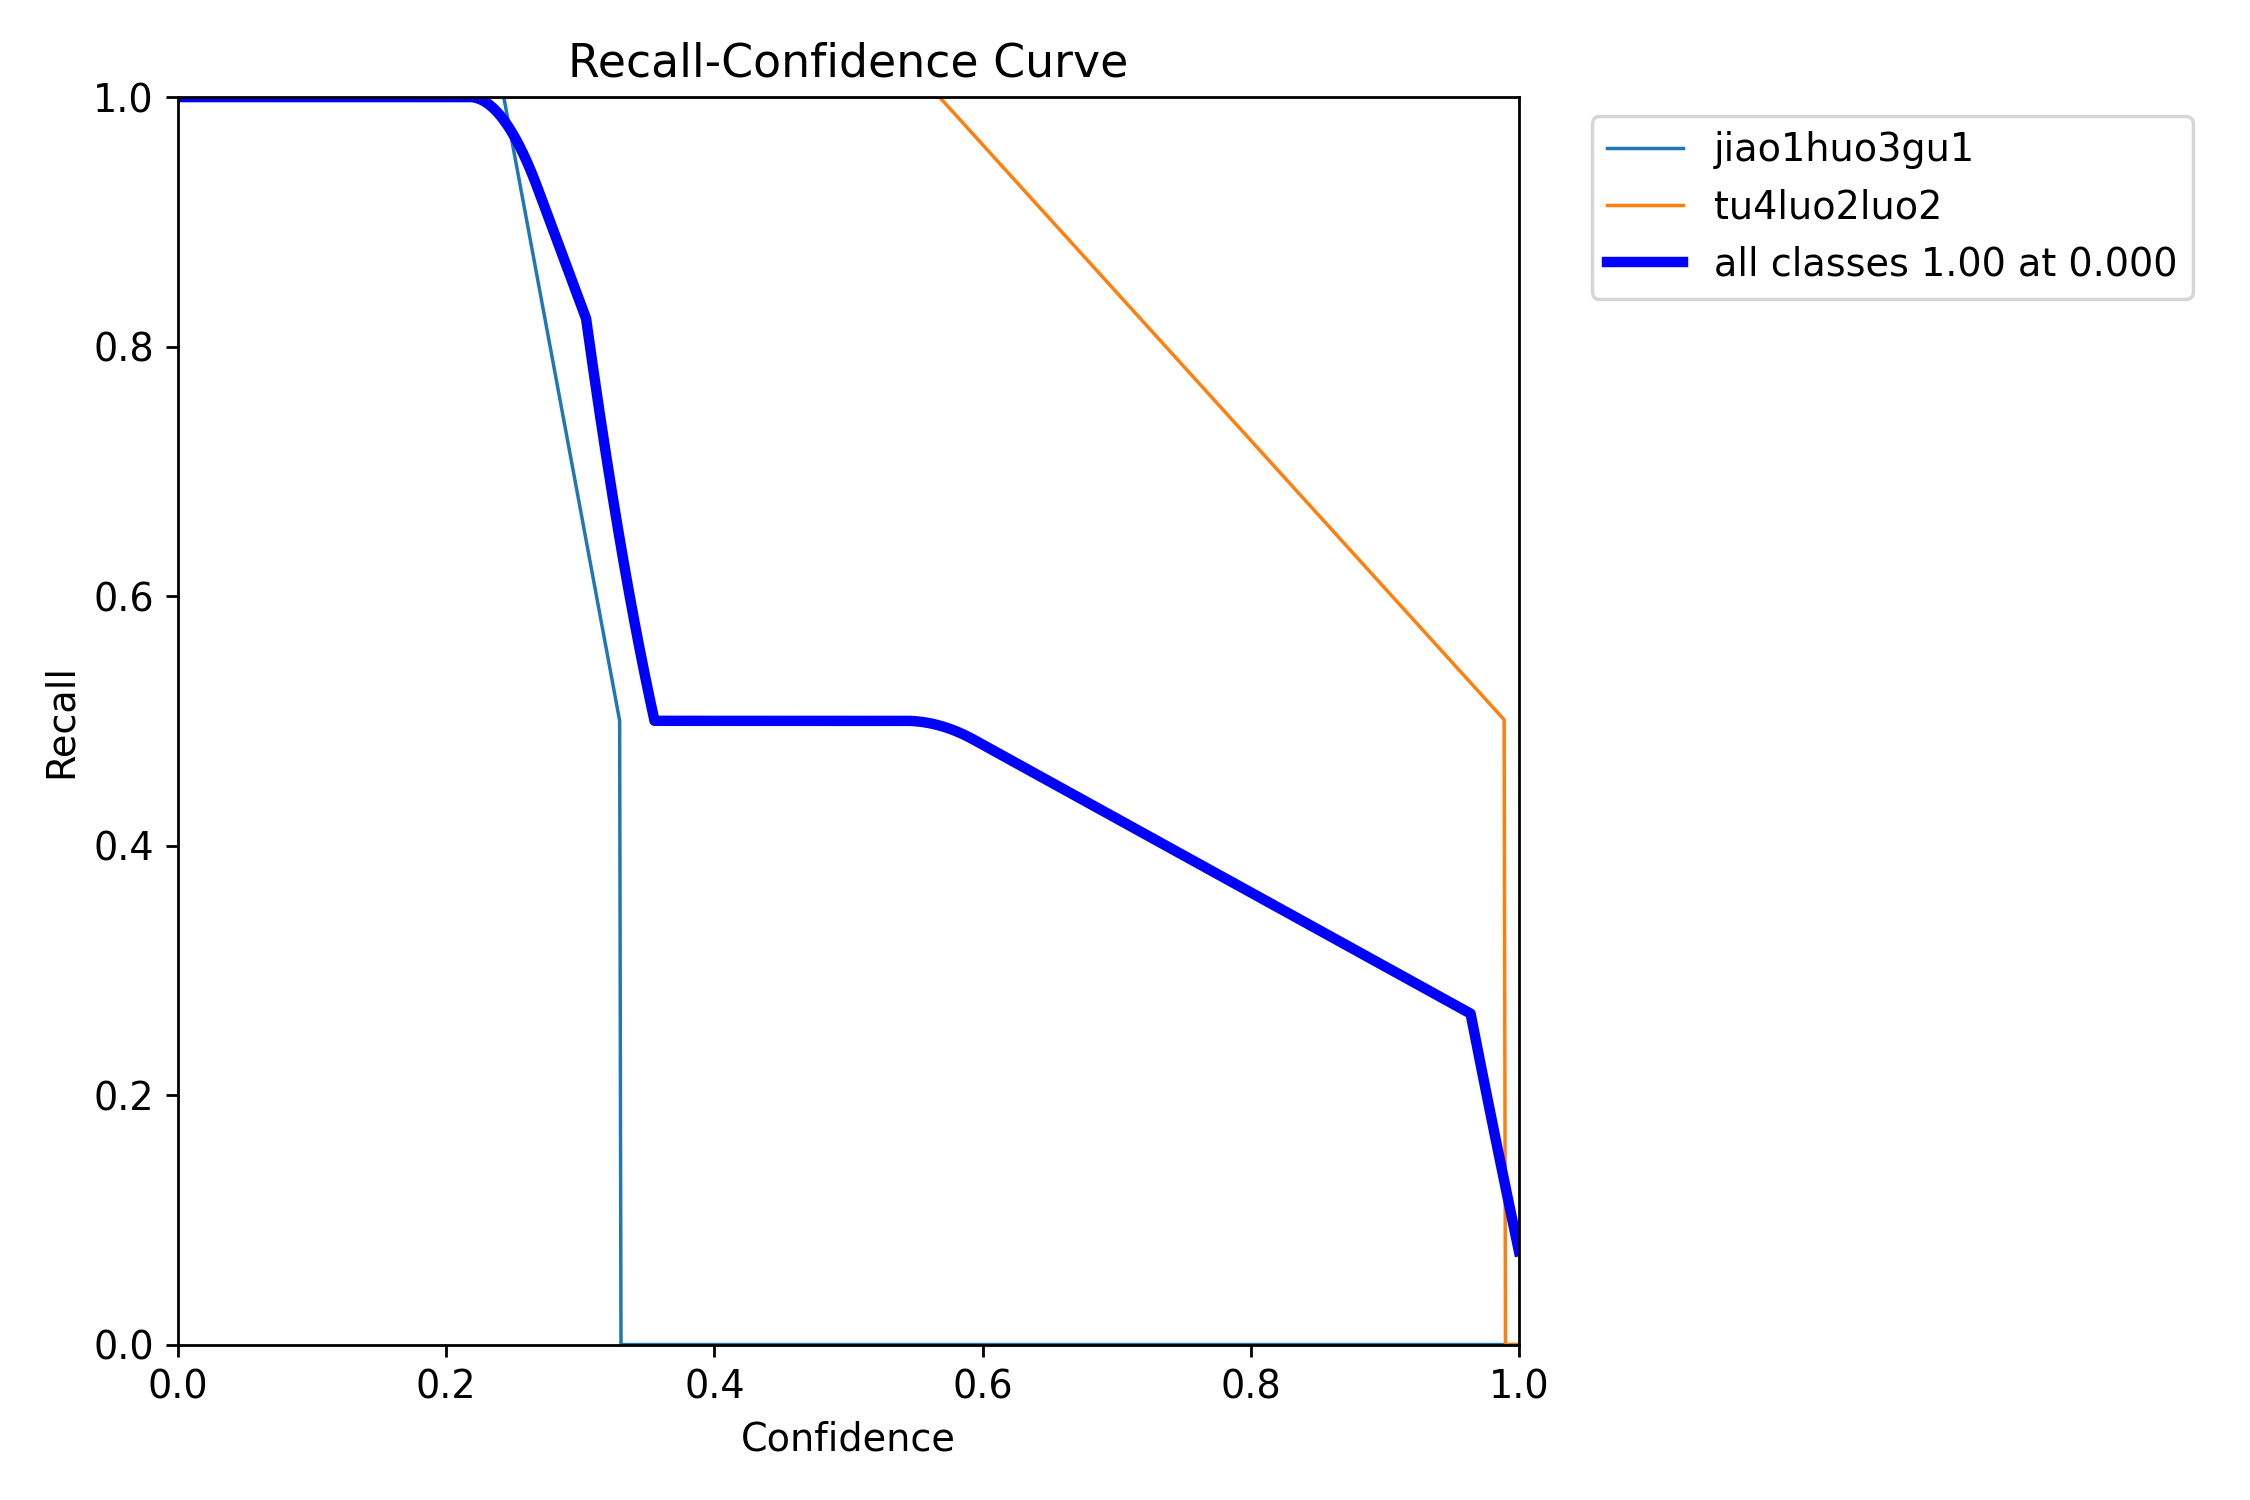 Recall-Confidence Curve
jiao1huo3gu1
tu4luo2luo2
all classes 1.00 at 0.000
Recall
1.0
0.8
0.6
0.4
0.2
0.0
0.0 0.2 0.4 0.6 0.8 1.0
Confidence